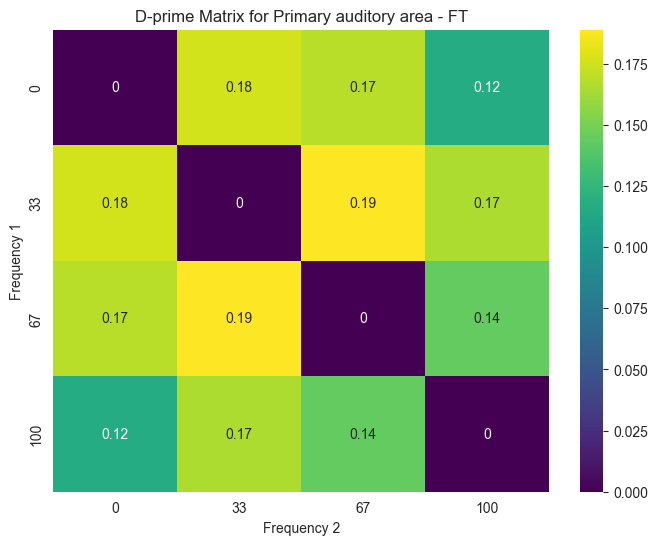 D-prime Matrix for Primary auditory area - FT
Frequency 1
0
33
67
100
0 0.18 0.17 0.12
0.18 0 0.19 0.17
0.17 0.19 0 0.14
0.12 0.17 0.14 0
0 33 67 100
Frequency 2
0.175
0.150
0.125
0.100
0.075
0.050
0.025
0.000